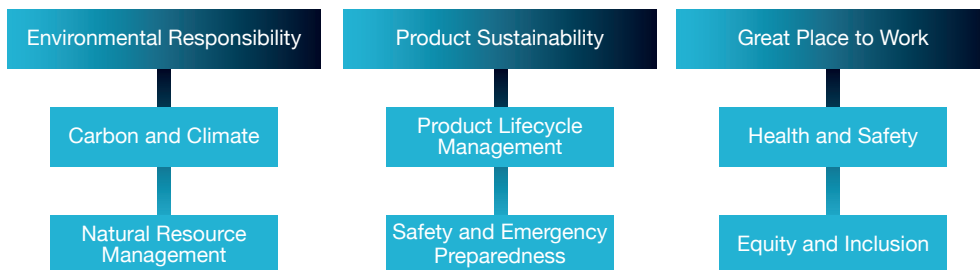 Environmental Responsibility
Carbon and Climate
Natural Resource
Management
Product Sustainability
Product Lifecycle
Management
Safety and Emergency
Preparedness
Great Place to Work
Health and Safety
Equity and Inclusion